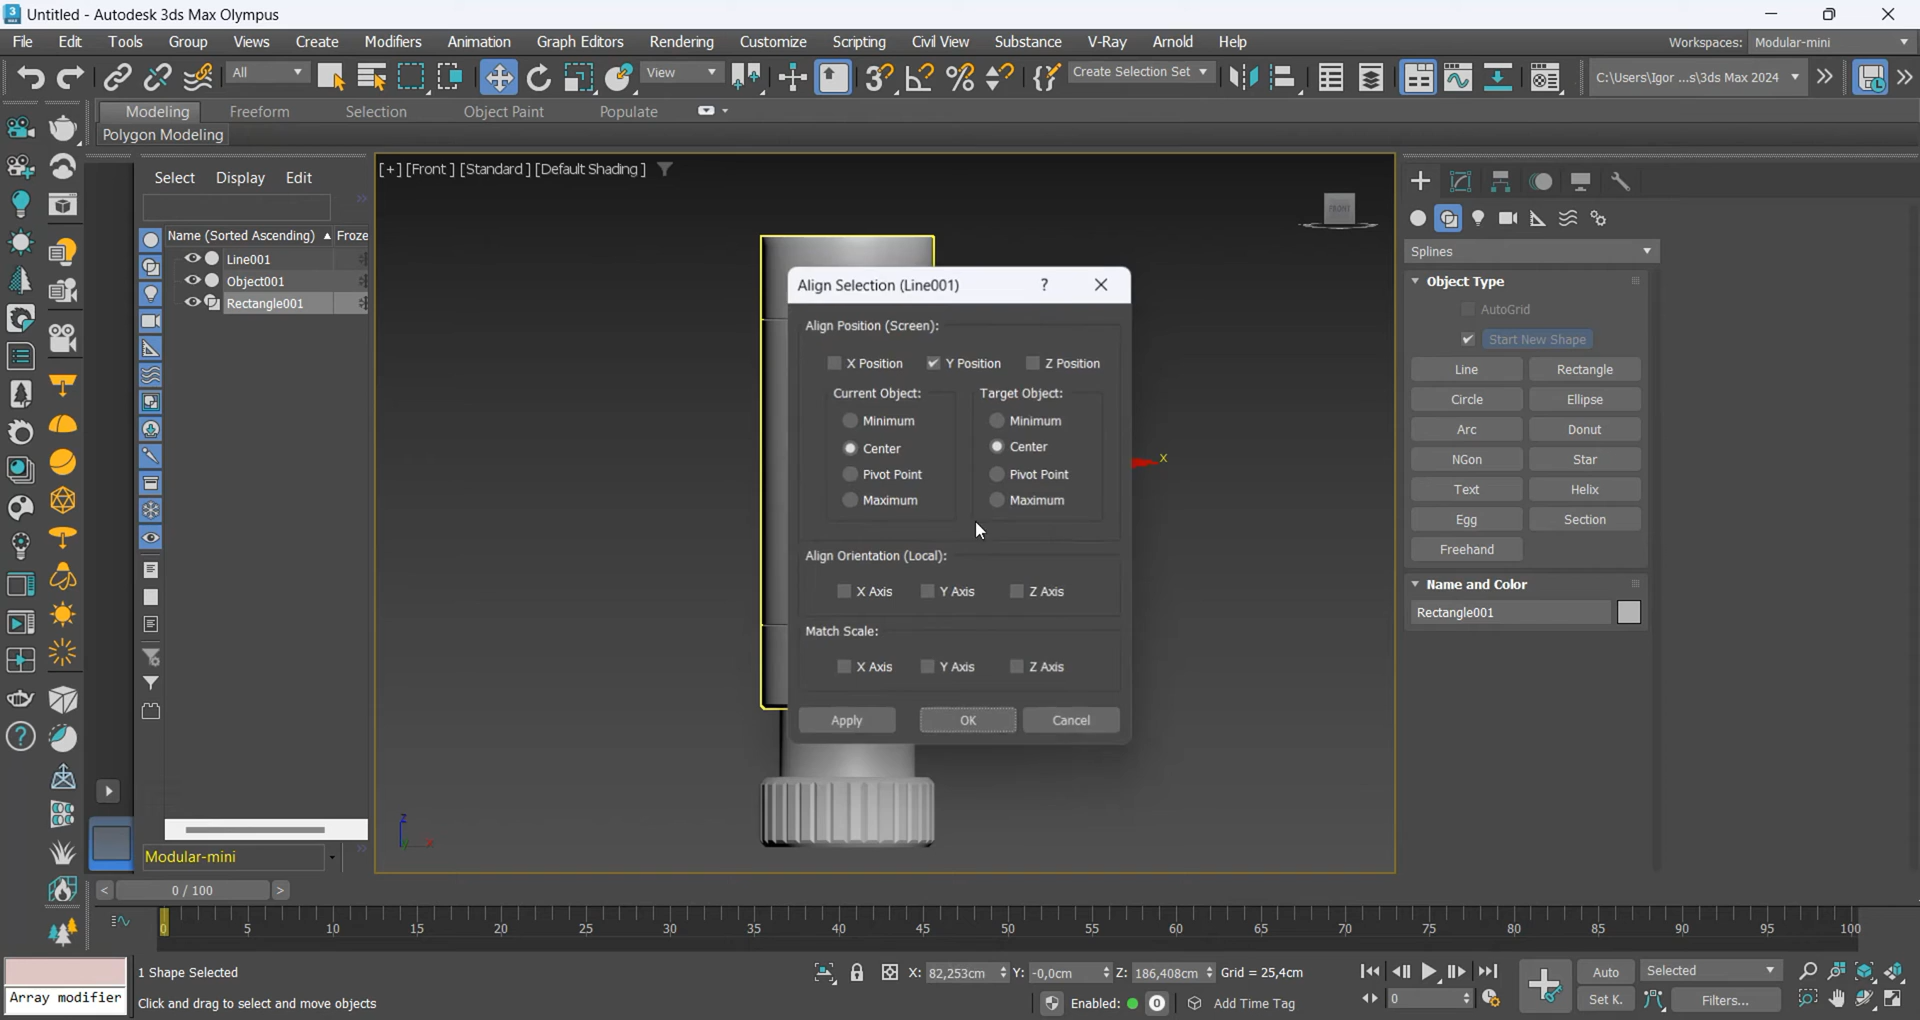 Untitled - Autodesk 3ds Max Olympus
File Edit Tools Group Views Create Modifiers Animation Graph Editors Rendering Customize Scripting Civil View Substance V-Ray Arnold Help
Workspaces: Modular-mini
All
View
Create Selection Set
C:\Users\Igor ...s\3ds Max 2024
Modeling Freeform Selection Object Paint Populate
Polygon Modeling
Select Display Edit
Name (Sorted Ascending) Froze
Line001
Object001
Rectangle001
[+] [Front ] [Standard ] [Default Shading ]
FRONT
Align Selection (Line001) ?
Align Position (Screen):
X Position Y Position Z Position
Current Object: Target Object:
Minimum Minimum
Center Center
Pivot Point Pivot Point
Maximum Maximum
Align Orientation (Local):
X Axis Y Axis Z Axis
Match Scale:
X Axis Y Axis Z Axis
Apply OK Cancel
x
z
x
Splines
Object Type
AutoGrid
Start New Shape
Line Rectangle
Circle Ellipse
Arc Donut
NGon Star
Text Helix
Egg Section
Freehand
Name and Color
Rectangle001
Modular-mini
< 0 / 100 >
0 5 10 15 20 25 30 35 40 45 50 55 60 65 70 75 80 85 90 95 100
1 Shape Selected
X: 82,253cm Y: -0,0cm Z: 186,408cm Grid = 25,4cm
Auto Selected
Array modifier
Click and drag to select and move objects
Enabled: 0 Add Time Tag
0
Set K. Filters...